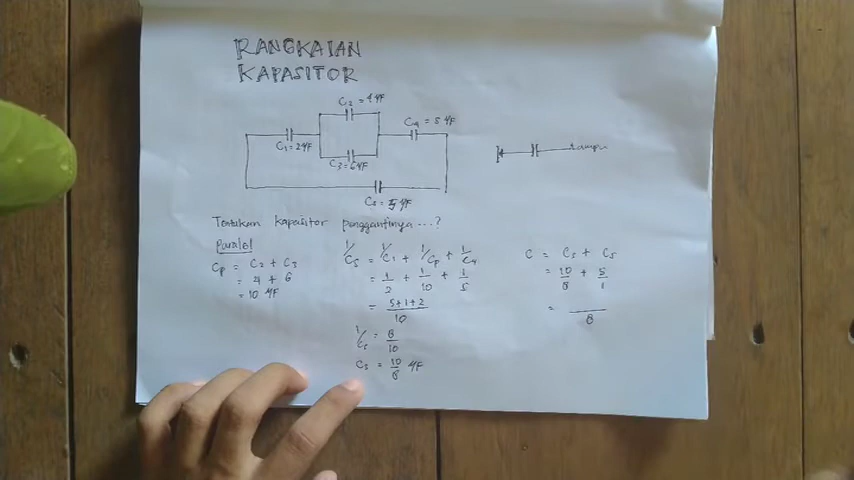 RANGKAIAN
KAPASITOR
C2 = 4 μF
C4 = 5 μF
C1 = 2 μF
C3 = 6 μF
C5 = 5 μF
Lampu
Tentukan kapasitor penggantinya ...?
Paralel
Cp = C2 + C3
= 4 + 6
= 10 μF
1/Cs = 1/C1 + 1/Cp + 1/C4
= 1/2 + 1/10 + 1/5
= 5+1+2/10
1/Cs = 8/10
Cs = 10/8 μF
C = Cs + C5
= 10/8 + 5/1
= /8